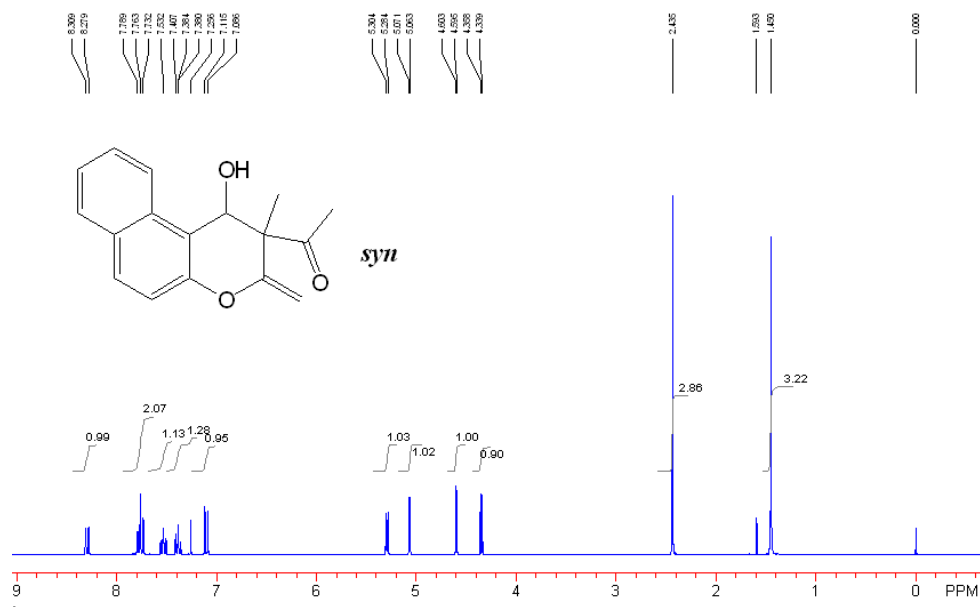 8.309 8.279 7.789 7.763 7.732 7.532 7.407 7.384 7.380 7.256 7.115 7.086 5.304 5.284 5.071 5.063 4.603 4.595 4.358 4.339 2.435 1.593 1.450 0.000
OH
O
O
syn
0.99 2.07 1.13 1.28 0.95 1.03 1.02 1.00 0.90 2.86 3.22
9 8 7 6 5 4 3 2 1 0 PPM